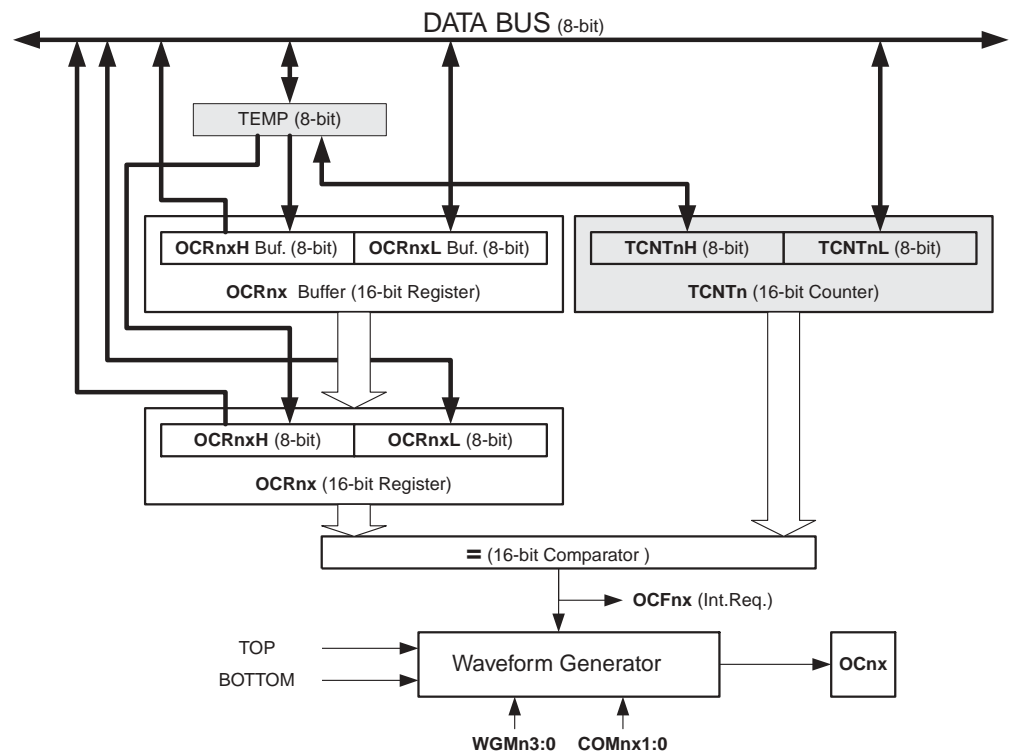 DATA BUS (8-bit)
TEMP (8-bit)
OCRnxH Buf. (8-bit) OCRnxL Buf. (8-bit)
OCRnx Buffer (16-bit Register)
TCNTnH (8-bit) TCNTnL (8-bit)
TCNTn (16-bit Counter)
OCRnxH (8-bit) OCRnxL (8-bit)
OCRnx (16-bit Register)
= (16-bit Comparator )
OCFnx (Int.Req.)
TOP
BOTTOM
Waveform Generator
OCnx
WGMn3:0 COMnx1:0